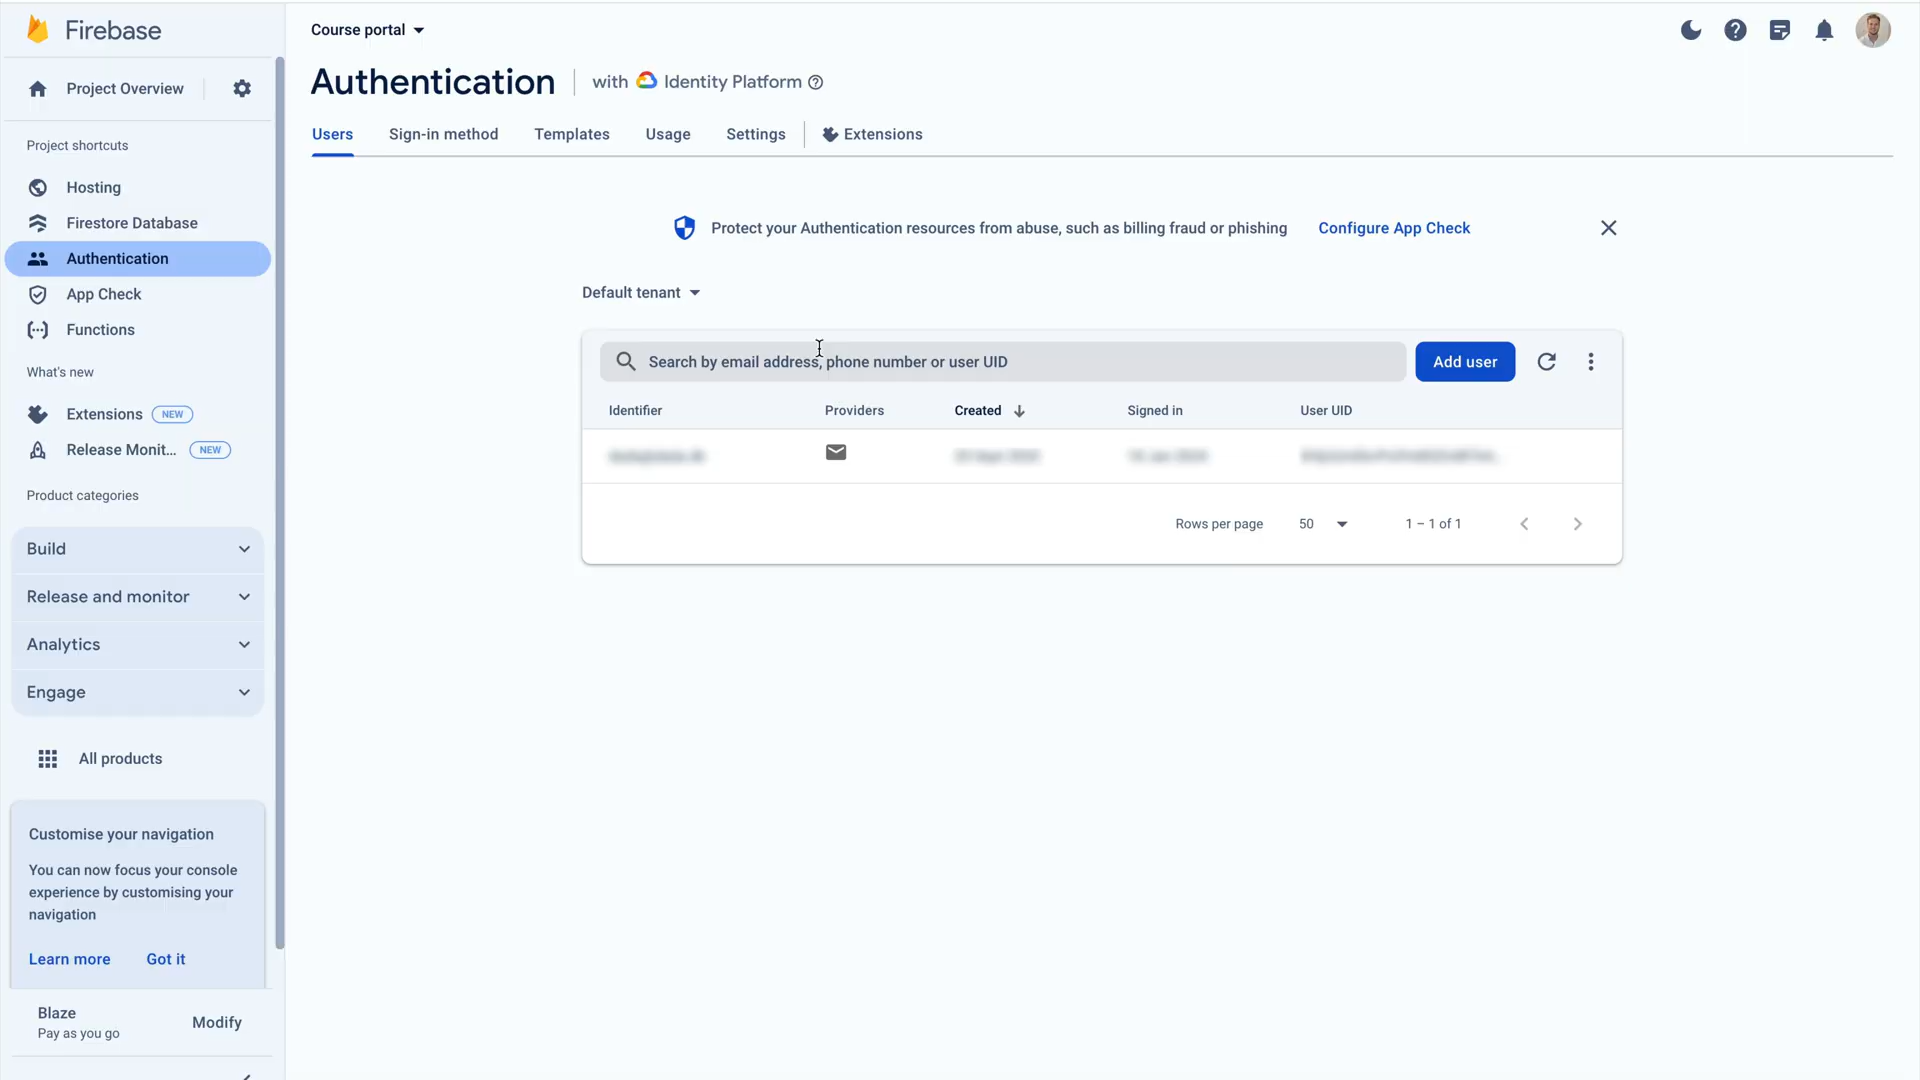 Firebase
Project Overview
Project shortcuts
Hosting
Firestore Database
Authentication
App Check
Functions
What's new
Extensions NEW
Release Monit... NEW
Product categories
Build
Release and monitor
Analytics
Engage
All products
Customise your navigation
You can now focus your console
experience by customising your
navigation
Learn more Got it
Blaze
Pay as you go
Modify
Course portal
Authentication with Identity Platform
Users Sign-in method Templates Usage Settings Extensions
Protect your Authentication resources from abuse, such as billing fraud or phishing Configure App Check
Default tenant
Search by email address, phone number or user UID Add user
Identifier Providers Created Signed in User UID
Rows per page 50 1 – 1 of 1